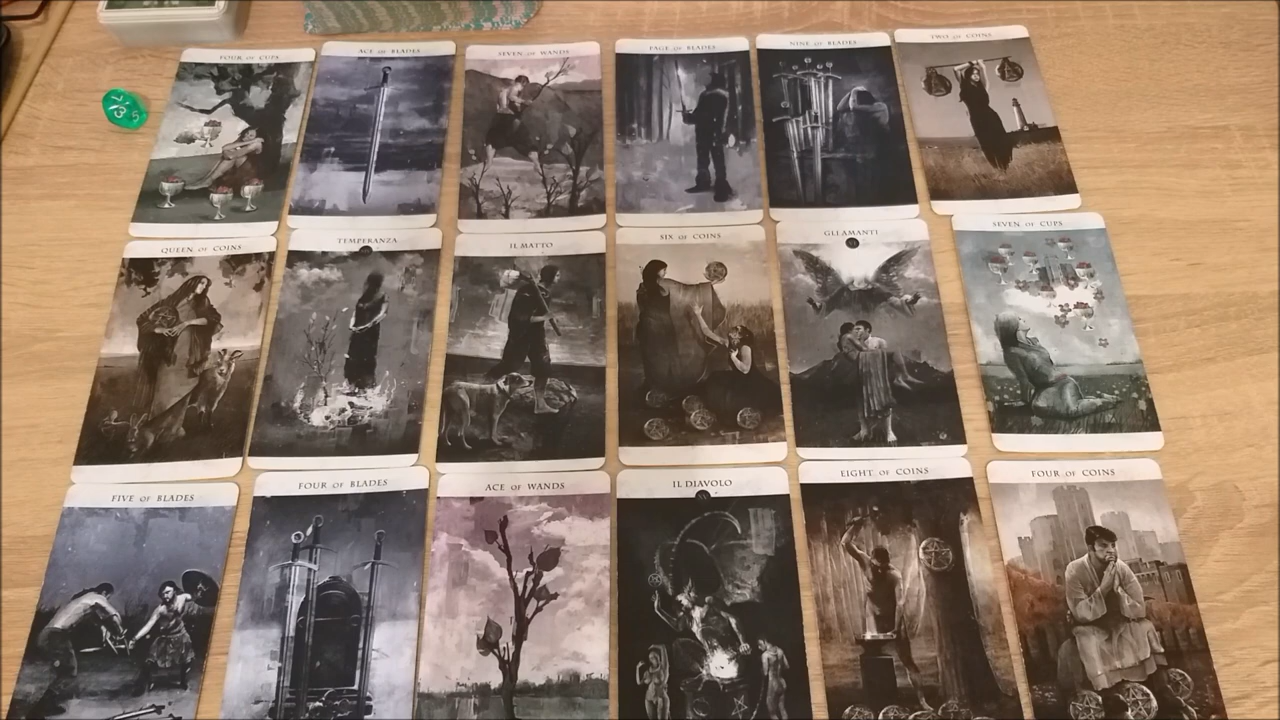 FOUR OF CUPS
ACE OF BLADES
SEVEN OF WANDS
PAGE OF BLADES
NINE OF BLADES
TWO OF COINS
QUEEN OF COINS
TEMPERANZA
IL MATTO
SIX OF COINS
GLI AMANTI
SEVEN OF CUPS
FIVE OF BLADES
FOUR OF BLADES
ACE OF WANDS
IL DIAVOLO
EIGHT OF COINS
FOUR OF COINS